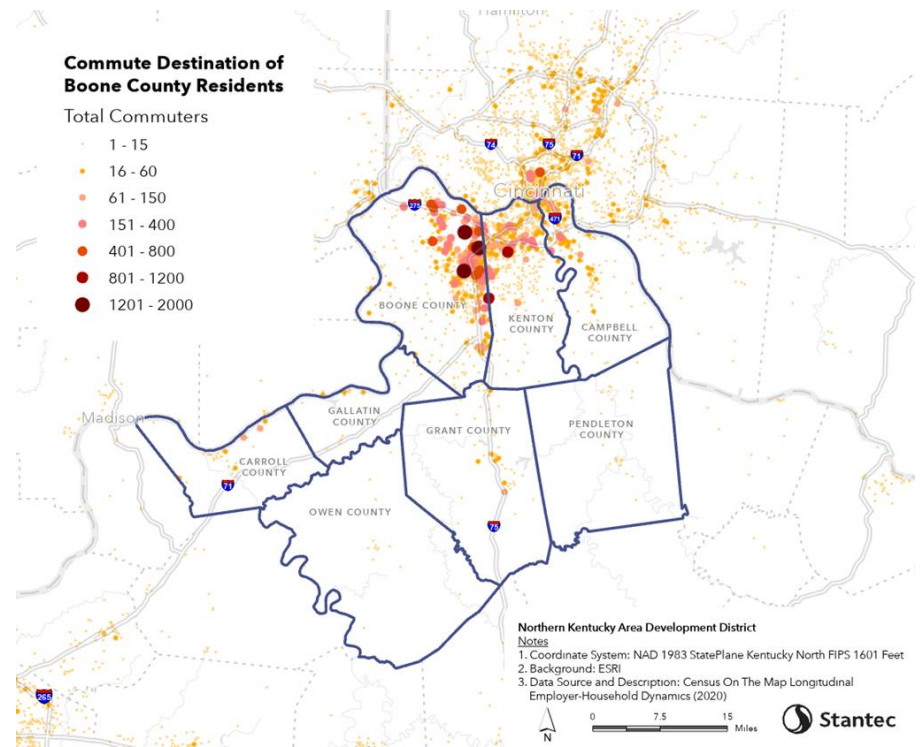 Hamilton
Commute Destination of
Boone County Residents
Total Commuters
1 - 15
16 - 60
61 - 150
151 - 400
401 - 800
801 - 1200
1201 - 2000
74
75
71
Cincinnati
275
471
BOONE COUNTY
KENTON
COUNTY
CAMPBELL
COUNTY
Madison
GALLATIN
COUNTY
GRANT COUNTY
PENDLETON
COUNTY
CARROLL
COUNTY
71
OWEN COUNTY
75
265
Northern Kentucky Area Development District
Notes
1. Coordinate System: NAD 1983 StatePlane Kentucky North FIPS 1601 Feet
2. Background: ESRI
3. Data Source and Description: Census On The Map Longitudinal
Employer-Household Dynamics (2020)
N
0 7.5 15
Miles
Stantec